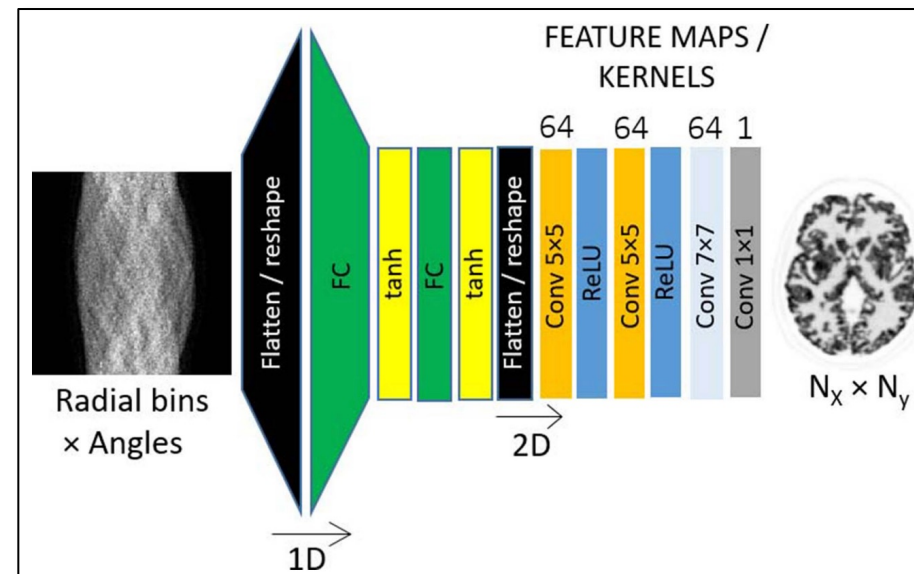 FEATURE MAPS /
KERNELS
64
64
64
1
Flatten / reshape
FC
tanh
FC
tanh
Flatten / reshape
Conv 5×5
ReLU
Conv 5×5
ReLU
Conv 7×7
Conv 1×1
Radial bins
× Angles
N_X × N_y
2D
1D